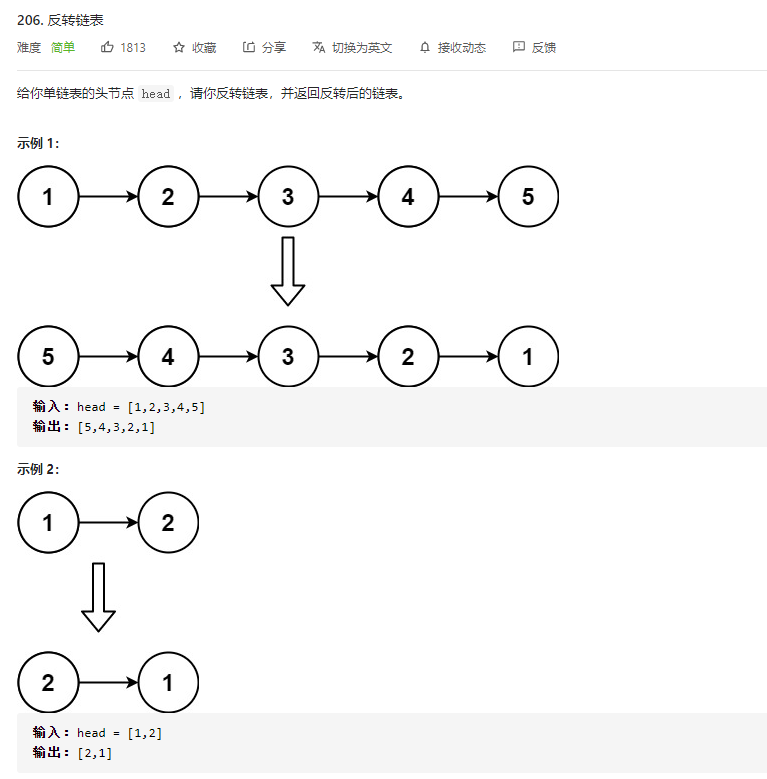 206. 反转链表
难度 简单 1813 收藏 分享 切换为英文 接收动态 反馈
给你单链表的头节点 head ，请你反转链表，并返回反转后的链表。
示例 1：
1 2 3 4 5
5 4 3 2 1
输入：head = [1,2,3,4,5]
输出：[5,4,3,2,1]
示例 2：
1 2
2 1
输入：head = [1,2]
输出：[2,1]